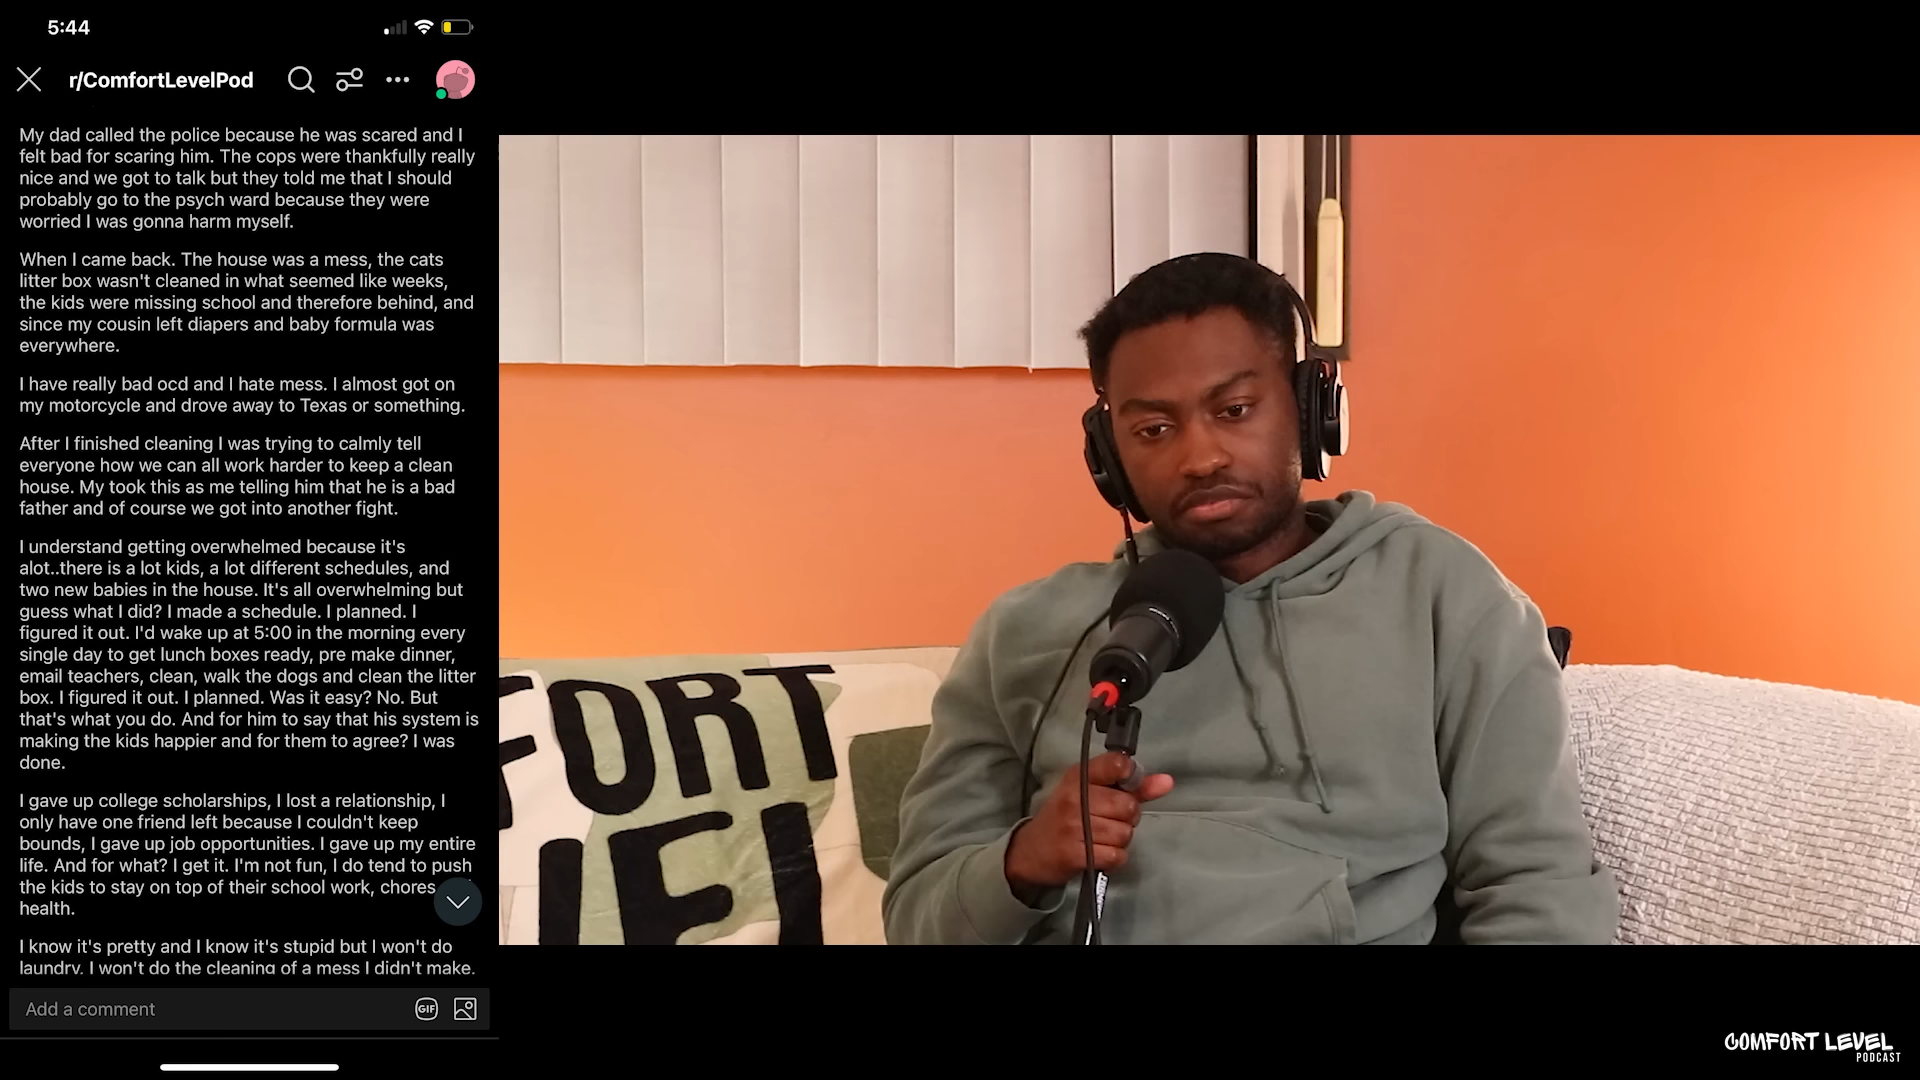 5:44
r/ComfortLevelPod
My dad called the police because he was scared and I
felt bad for scaring him. The cops were thankfully really
nice and we got to talk but they told me that I should
probably go to the psych ward because they were
worried I was gonna harm myself.
When I came back. The house was a mess, the cats
litter box wasn't cleaned in what seemed like weeks,
the kids were missing school and therefore behind, and
since my cousin left diapers and baby formula was
everywhere.
I have really bad ocd and I hate mess. I almost got on
my motorcycle and drove away to Texas or something.
After I finished cleaning I was trying to calmly tell
everyone how we can all work harder to keep a clean
house. My took this as me telling him that he is a bad
father and of course we got into another fight.
I understand getting overwhelmed because it's
alot..there is a lot kids, a lot different schedules, and
two new babies in the house. It's all overwhelming but
guess what I did? I made a schedule. I planned. I
figured it out. I'd wake up at 5:00 in the morning every
single day to get lunch boxes ready, pre make dinner,
email teachers, clean, walk the dogs and clean the litter
box. I figured it out. I planned. Was it easy? No. But
that's what you do. And for him to say that his system is
making the kids happier and for them to agree? I was
done.
I gave up college scholarships, I lost a relationship, I
only have one friend left because I couldn't keep
bounds, I gave up job opportunities. I gave up my entire
life. And for what? I get it. I'm not fun, I do tend to push
the kids to stay on top of their school work, chores
health.
I know it's pretty and I know it's stupid but I won't do
laundry. I won't do the cleaning of a mess I didn't make.
Add a comment
GIF
FORT
COMFORT LEVEL
PODCAST